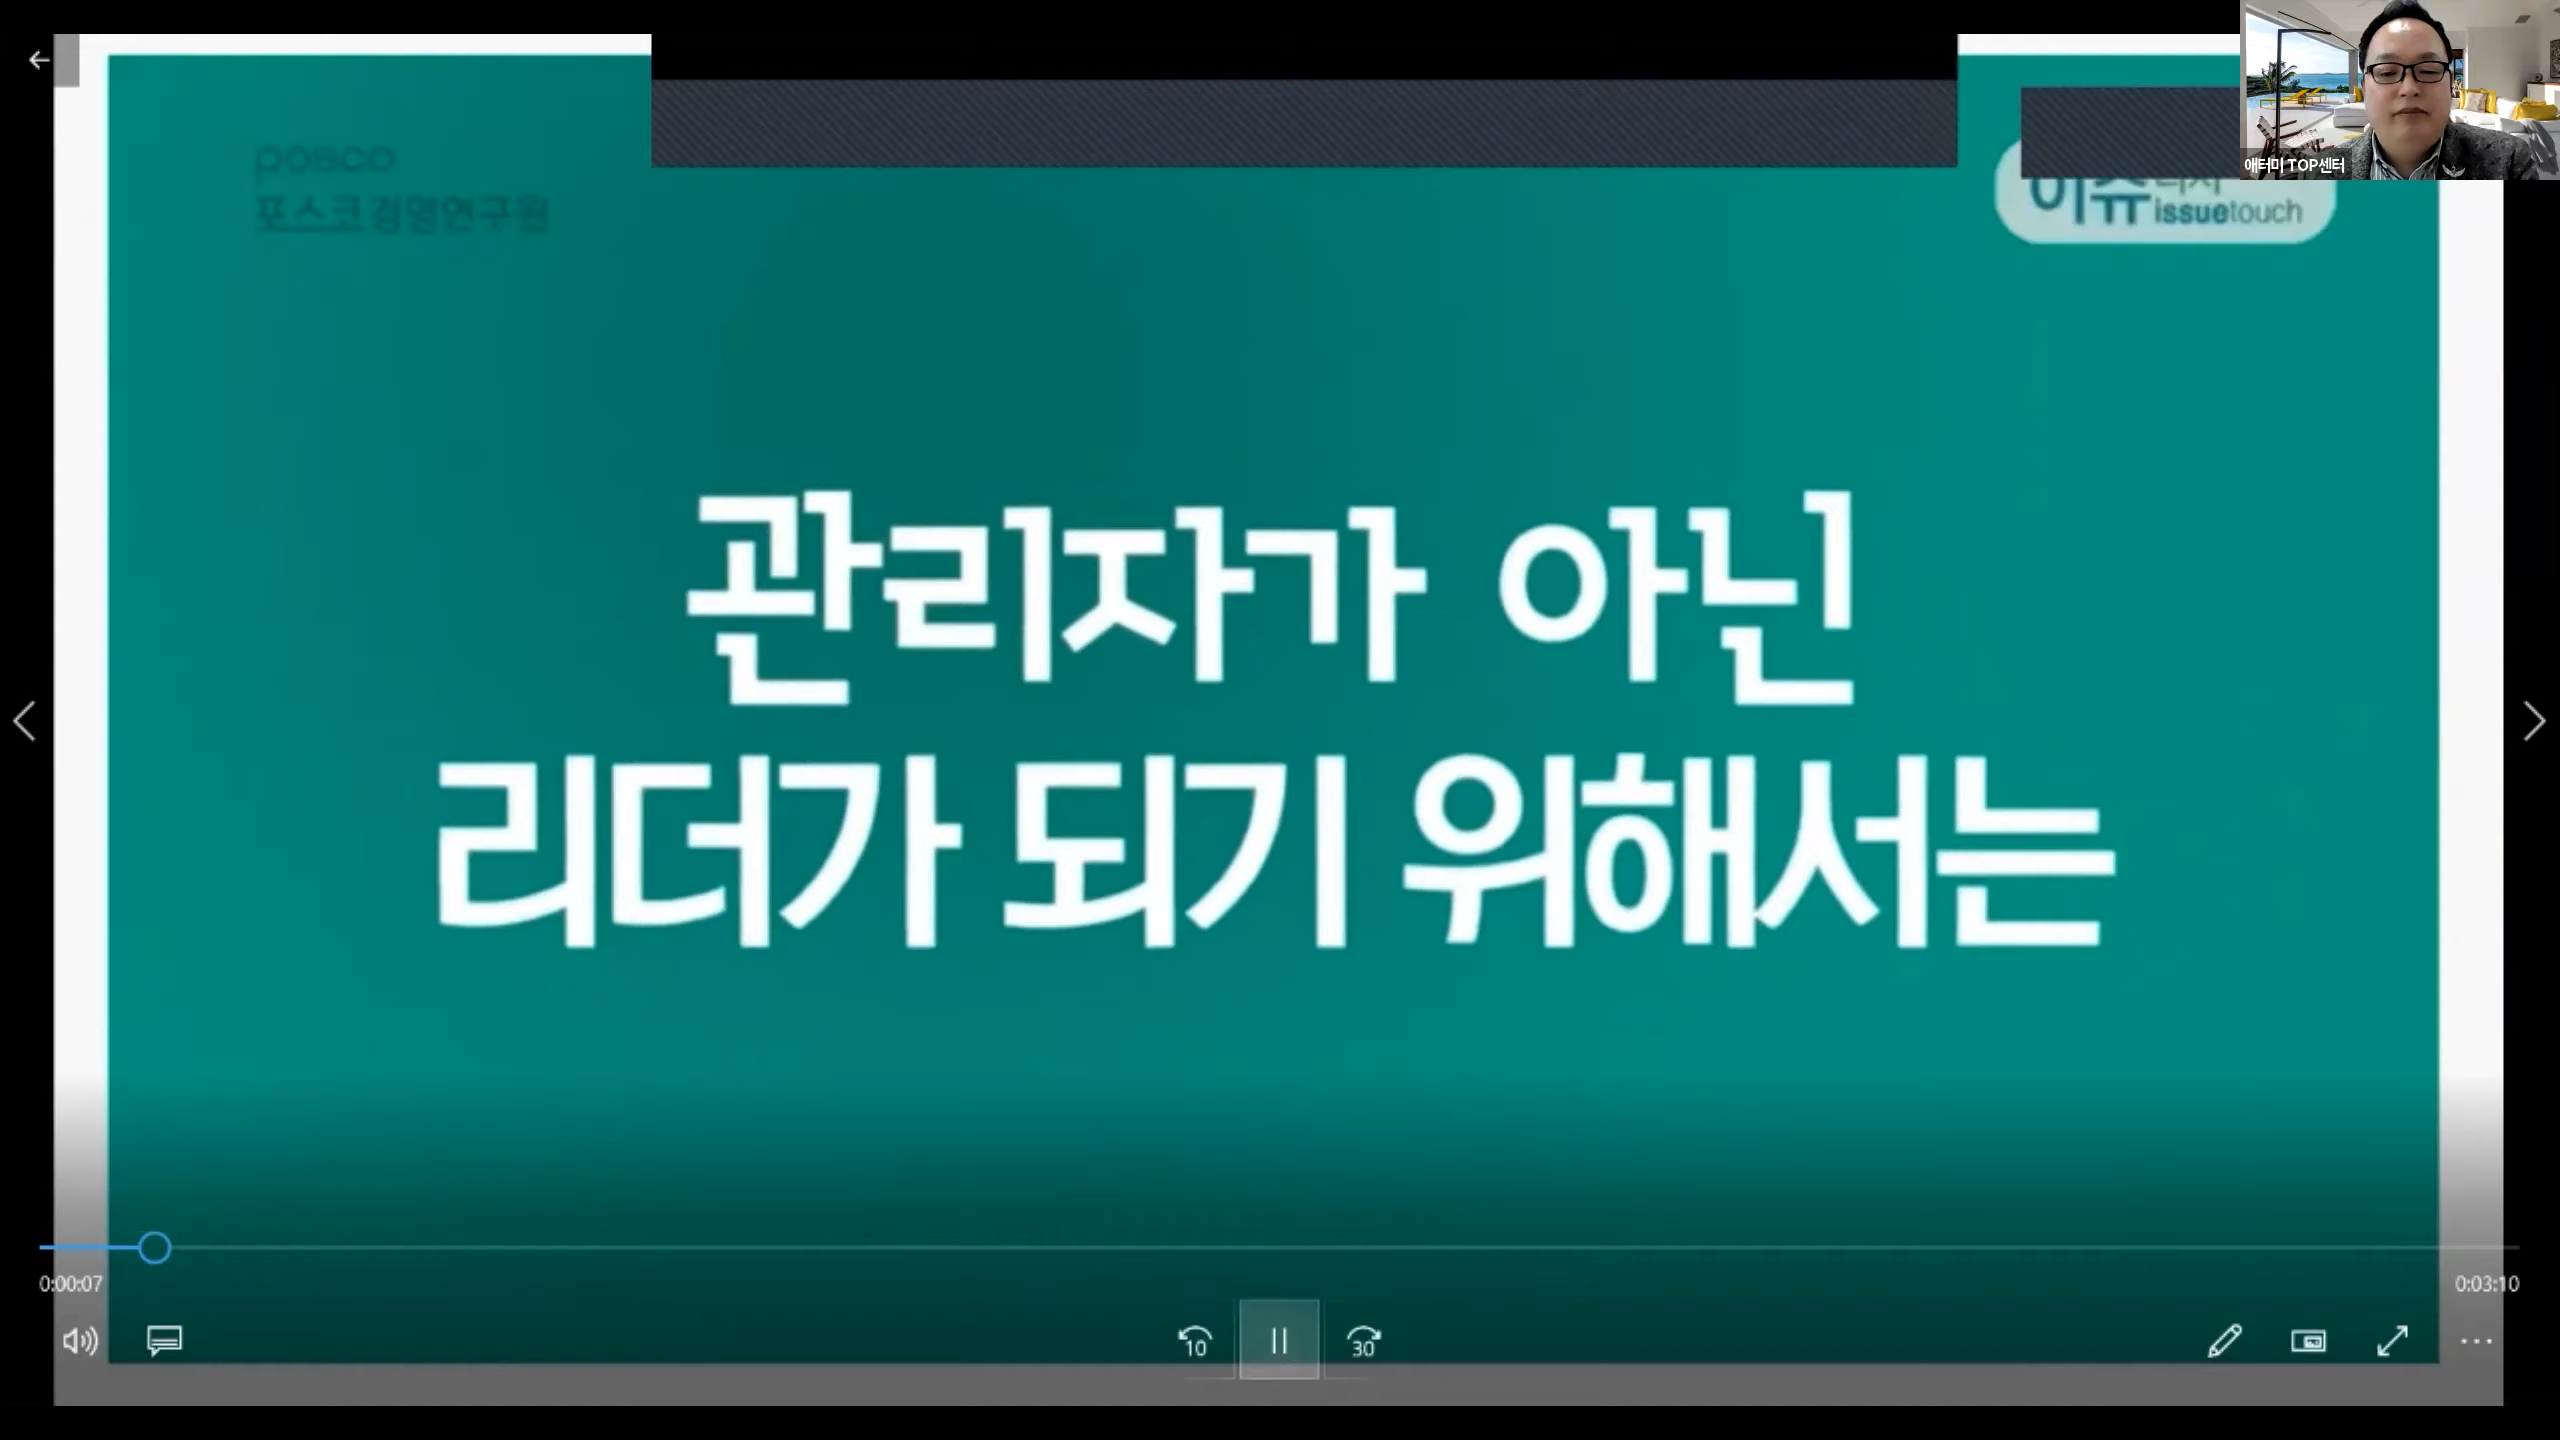 posco
포스코경영연구원
이슈
issuetouch
애터미 TOP센터
관리자가 아닌
리더가 되기 위해서는
0:00:07
0:03:10
10
30